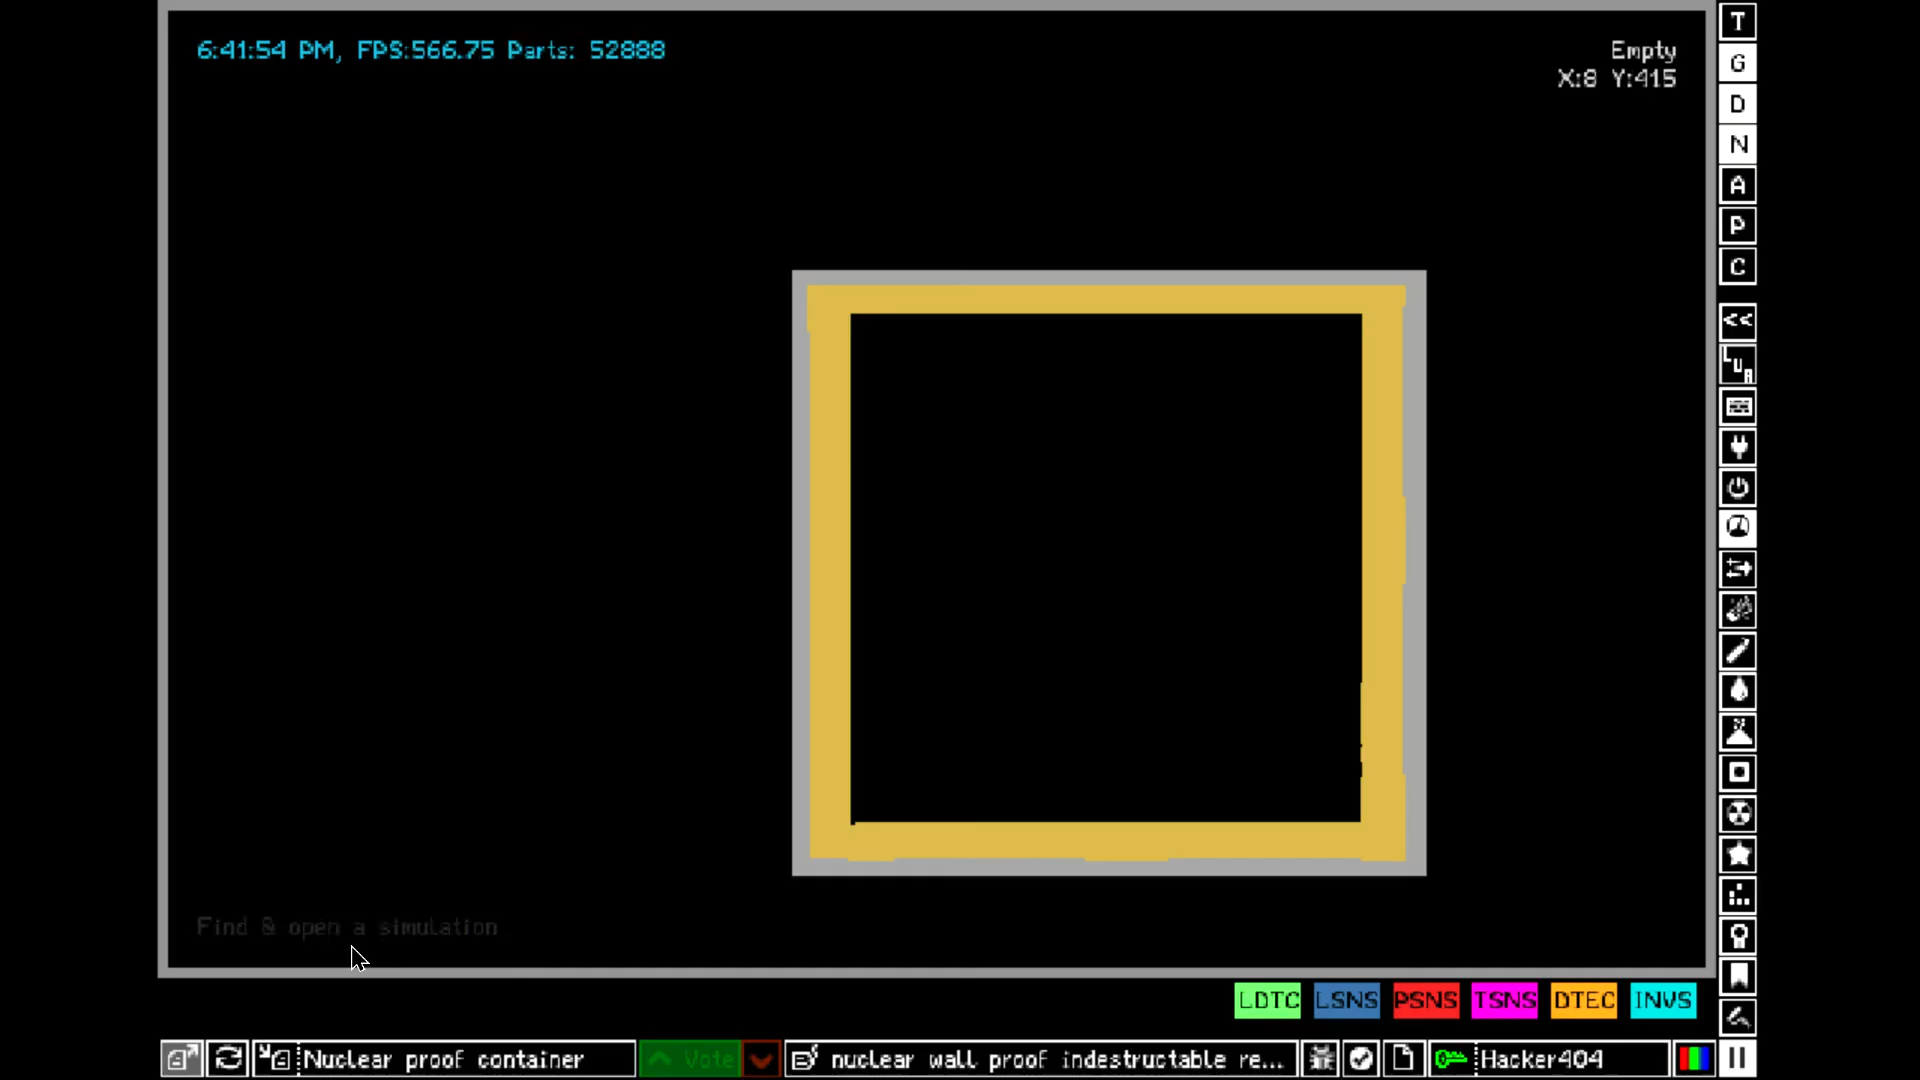 6:41:54 PM, FPS:566.75 Parts: 52888
Empty
X:8 Y:415
T
G
D
N
A
P
C
<<
LUA
Find & open a simulation
LDTC LSNS PSNS TSNS DTEC INVS
Nuclear proof container Vote nuclear wall proof indestructable re... Hacker404